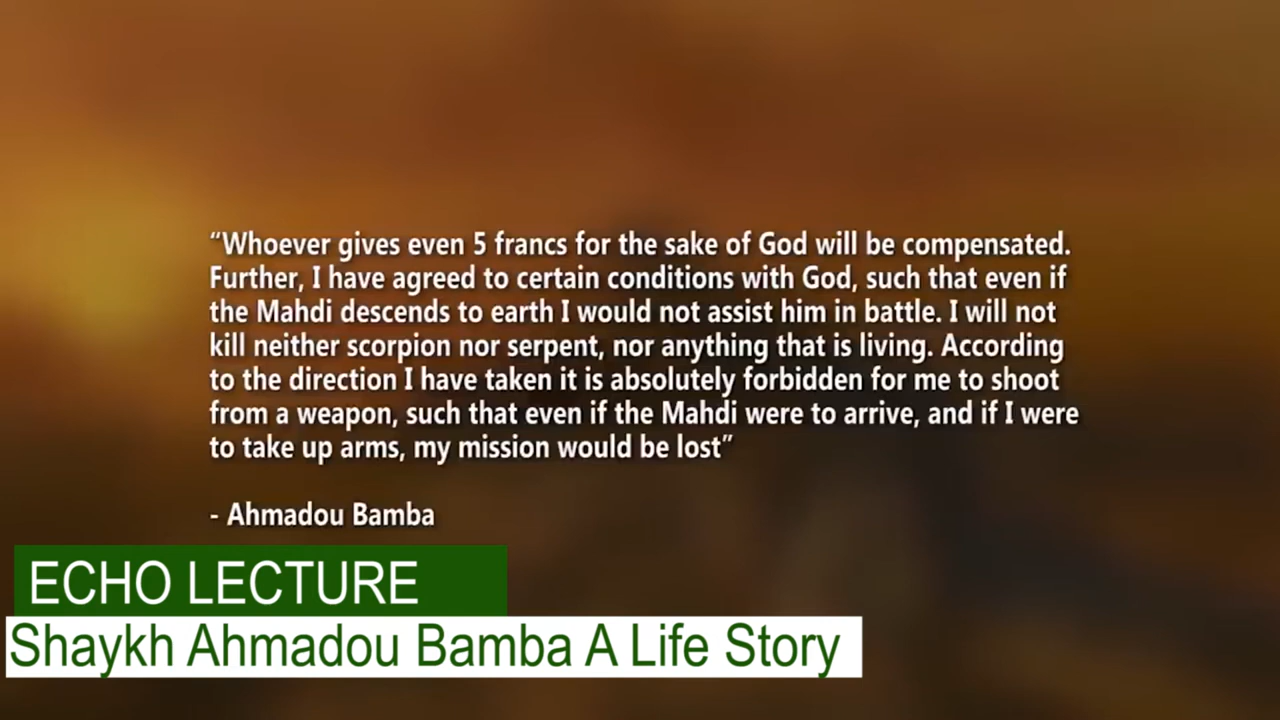 “Whoever gives even 5 francs for the sake of God will be compensated.
Further, I have agreed to certain conditions with God, such that even if
the Mahdi descends to earth I would not assist him in battle. I will not
kill neither scorpion nor serpent, nor anything that is living. According
to the direction I have taken it is absolutely forbidden for me to shoot
from a weapon, such that even if the Mahdi were to arrive, and if I were
to take up arms, my mission would be lost”
- Ahmadou Bamba
ECHO LECTURE
Shaykh Ahmadou Bamba A Life Story